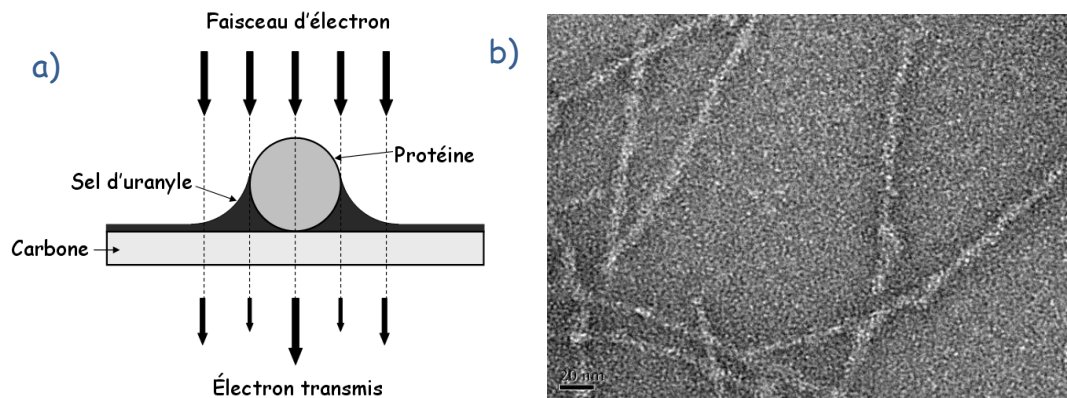 Faisceau d'électron
a)
b)
Protéine
Sel d'uranyle
Carbone
20 nm
Électron transmis